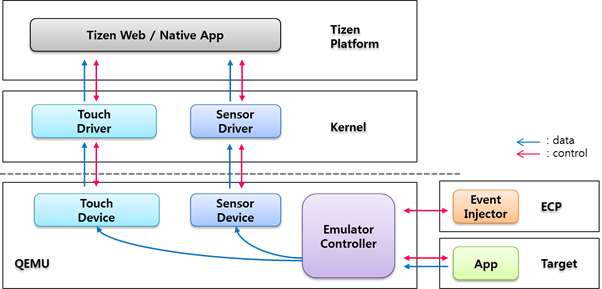 Tizen Web / Native App
Tizen
Platform
Touch
Driver
Sensor
Driver
Kernel
: data
: control
Touch
Device
Sensor
Device
Emulator
Controller
QEMU
Event
Injector
ECP
App
Target